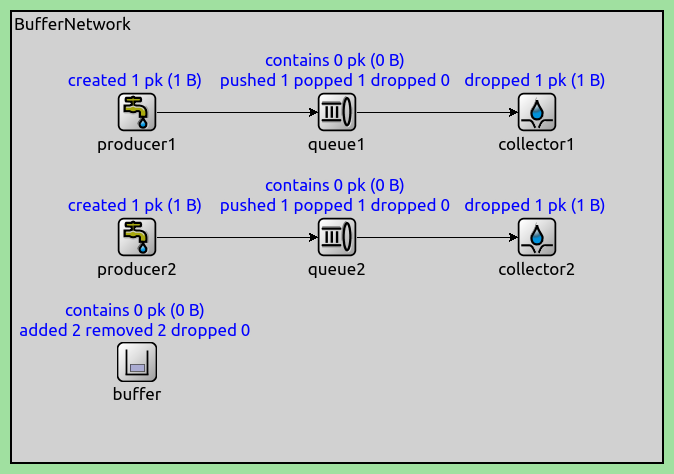 BufferNetwork
contains 0 pk (0 B)
created 1 pk (1 B) pushed 1 popped 1 dropped 0 dropped 1 pk (1 B)
producer1 queue1 collector1
contains 0 pk (0 B)
created 1 pk (1 B) pushed 1 popped 1 dropped 0 dropped 1 pk (1 B)
producer2 queue2 collector2
contains 0 pk (0 B)
added 2 removed 2 dropped 0
buffer